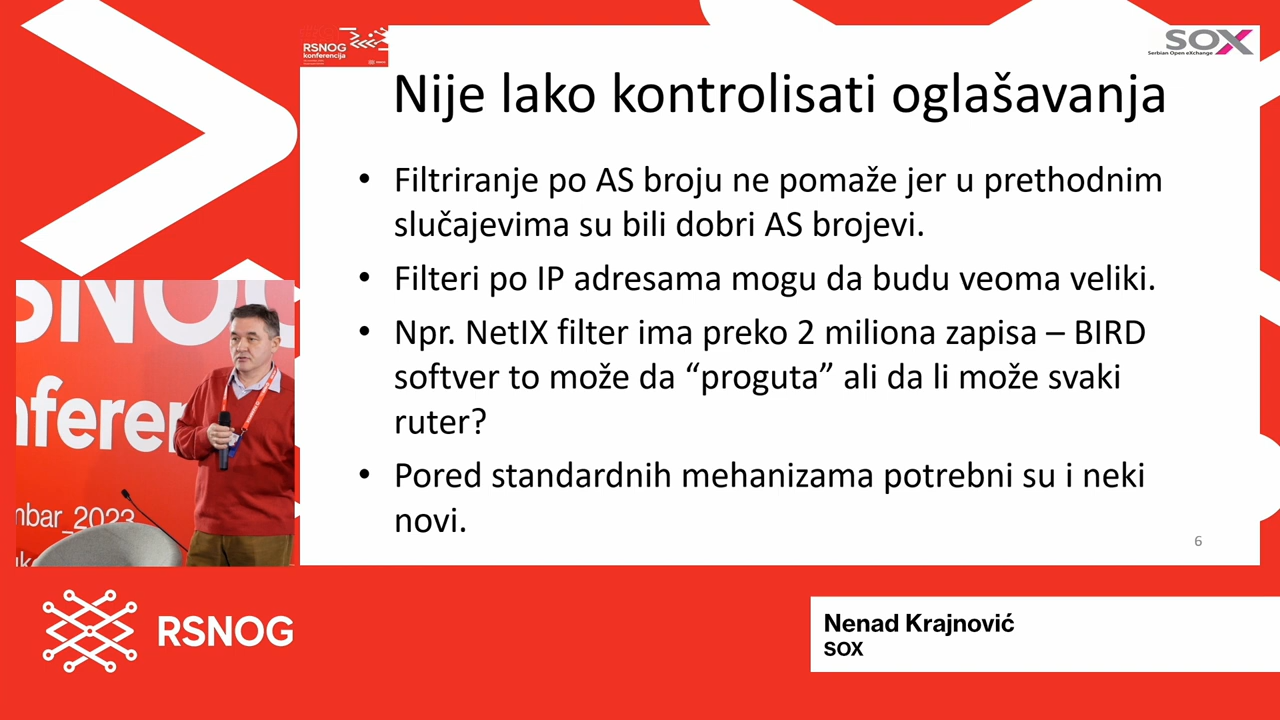 RSNOG
konferencija
SOX
Serbian Open eXchange
Nije lako kontrolisati oglašavanja
• Filtriranje po AS broju ne pomaže jer u prethodnim
slučajevima su bili dobri AS brojevi.
• Filteri po IP adresama mogu da budu veoma veliki.
• Npr. NetIX filter ima preko 2 miliona zapisa – BIRD
softver to može da “proguta” ali da li može svaki
ruter?
• Pored standardnih mehanizama potrebni su i neki
novi.
6
SNOG
nferen
mbar_2023
RSNOG
Nenad Krajnović
SOX